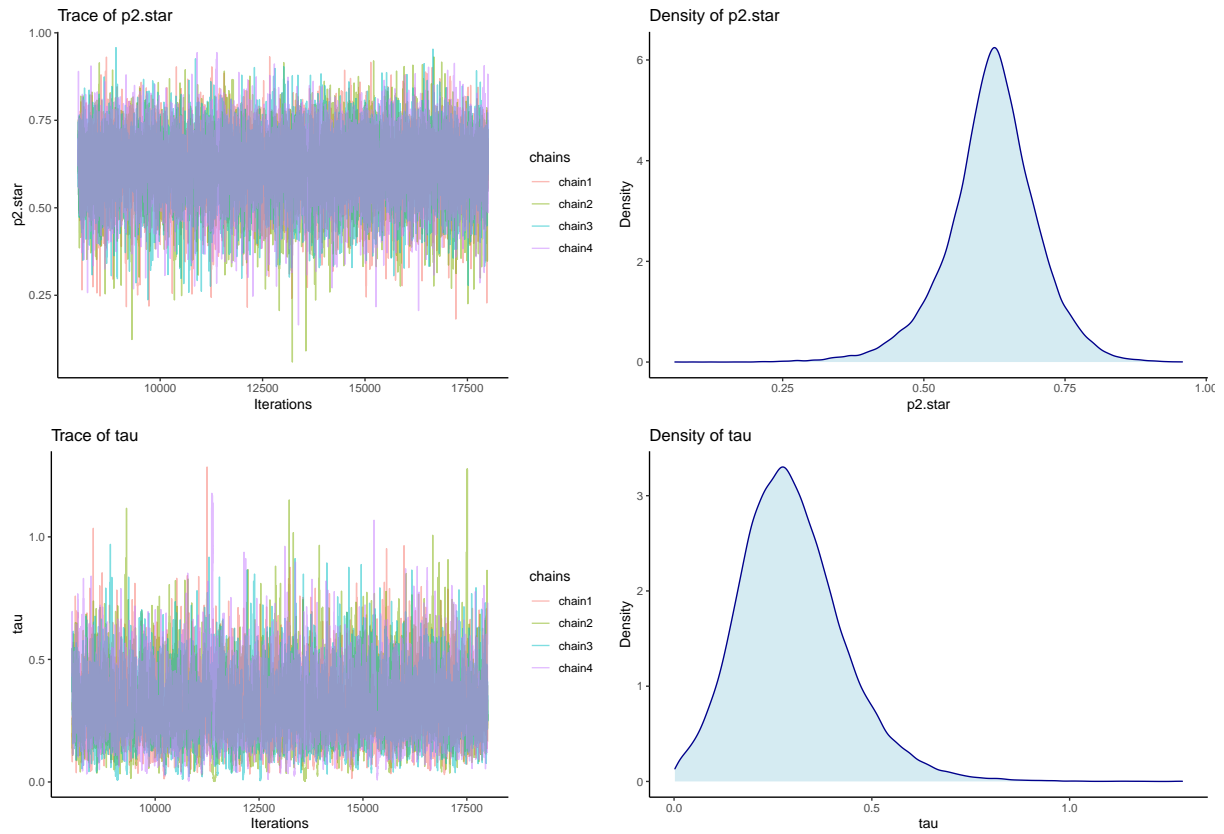 Trace of p2.star
1.00
0.75
0.50
0.25
p2.star
10000 12500 15000 17500
Iterations
chains
chain1
chain2
chain3
chain4
Density of p2.star
6
4
2
0
Density
0.25 0.50 0.75 1.00
p2.star
Trace of tau
1.0
0.5
0.0
tau
10000 12500 15000 17500
Iterations
chains
chain1
chain2
chain3
chain4
Density of tau
3
2
1
0
Density
0.0 0.5 1.0
tau